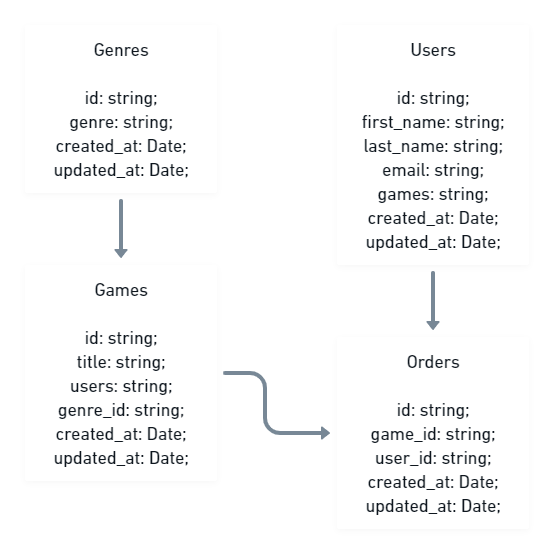 Genres
id: string;
genre: string;
created_at: Date;
updated_at: Date;
Users
id: string;
first_name: string;
last_name: string;
email: string;
games: string;
created_at: Date;
updated_at: Date;
Games
id: string;
title: string;
users: string;
genre_id: string;
created_at: Date;
updated_at: Date;
Orders
id: string;
game_id: string;
user_id: string;
created_at: Date;
updated_at: Date;